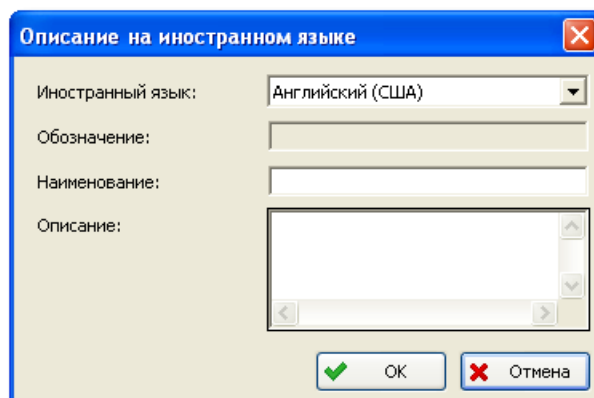 Описание на иностранном языке
Иностранный язык: Английский (США)
Обозначение:
Наименование:
Описание:
OK Отмена